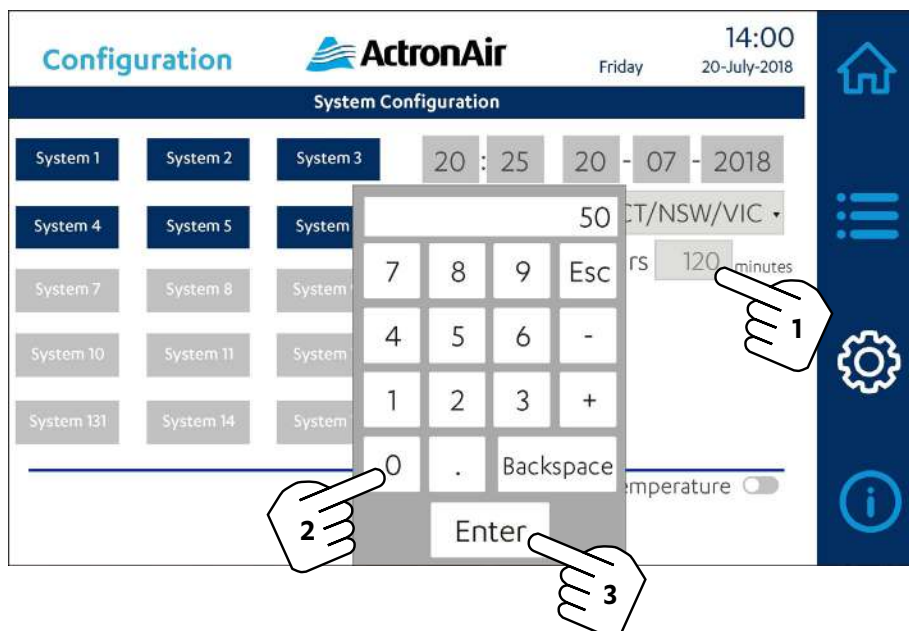 Configuration
ActronAir
Friday
14:00
20-July-2018
System Configuration
System 1 System 2 System 3 20 : 25 20 - 07 - 2018
System 4 System 5 System CT/NSW/VIC
50
System 7 System 8 System rs 120 minutes
7 8 9 Esc
1
System 10 System 11 System
4 5 6 -
System 131 System 14 System
1 2 3 +
0 . Backspace
emperature
2
Enter
3
i